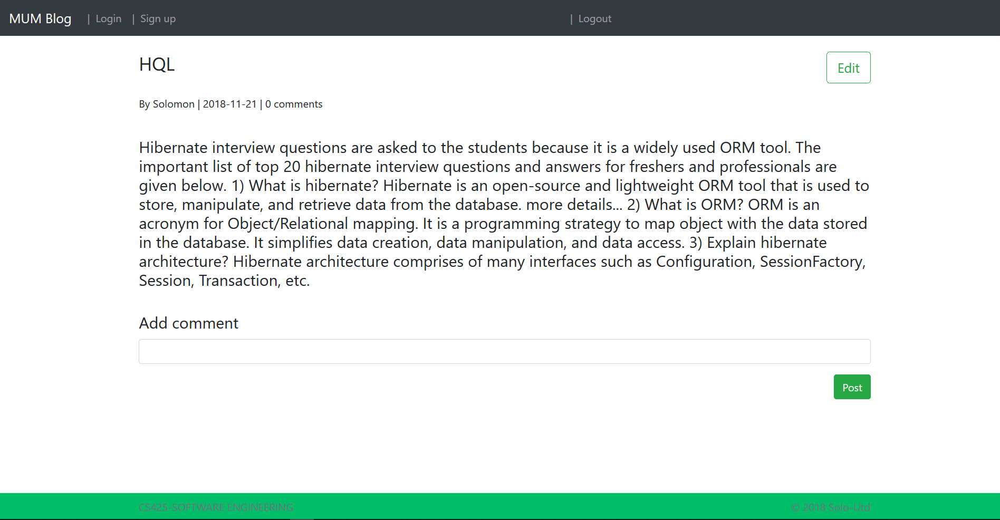 MUM Blog | Login | Sign up | Logout
HQL
Edit
By Solomon | 2018-11-21 | 0 comments
Hibernate interview questions are asked to the students because it is a widely used ORM tool. The
important list of top 20 hibernate interview questions and answers for freshers and professionals are
given below. 1) What is hibernate? Hibernate is an open-source and lightweight ORM tool that is used to
store, manipulate, and retrieve data from the database. more details... 2) What is ORM? ORM is an
acronym for Object/Relational mapping. It is a programming strategy to map object with the data stored
in the database. It simplifies data creation, data manipulation, and data access. 3) Explain hibernate
architecture? Hibernate architecture comprises of many interfaces such as Configuration, SessionFactory,
Session, Transaction, etc.
Add comment
Post
CS425-SOFTWARE ENGINEERING
© 2018 Solo-Utd